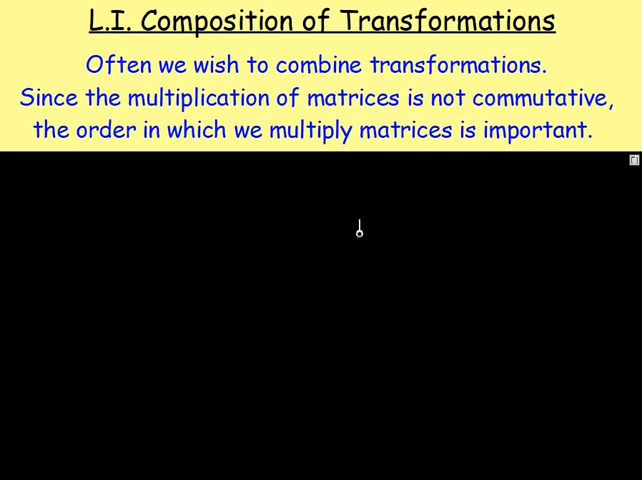 L.I. Composition of Transformations
Often we wish to combine transformations.
Since the multiplication of matrices is not commutative,
the order in which we multiply matrices is important.